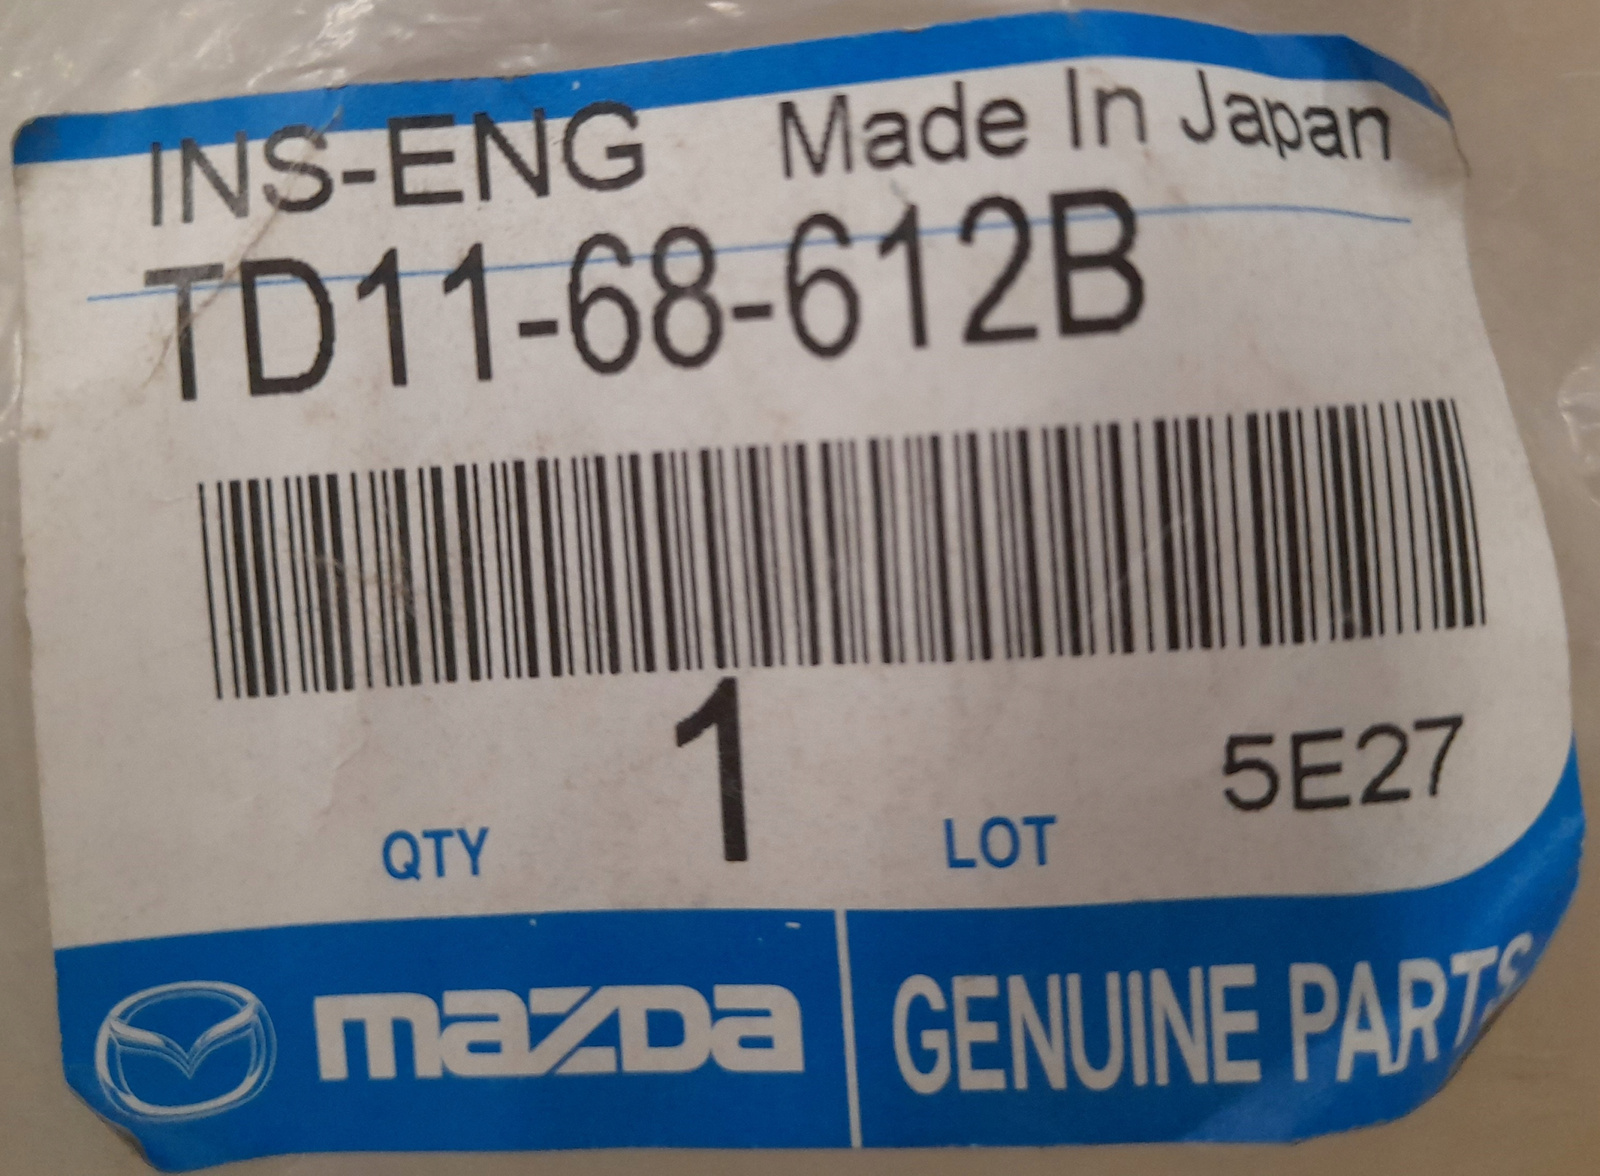 INS-ENG Made In Japan
TD11-68-612B
QTY 1 LOT 5E27
mazda GENUINE PARTS